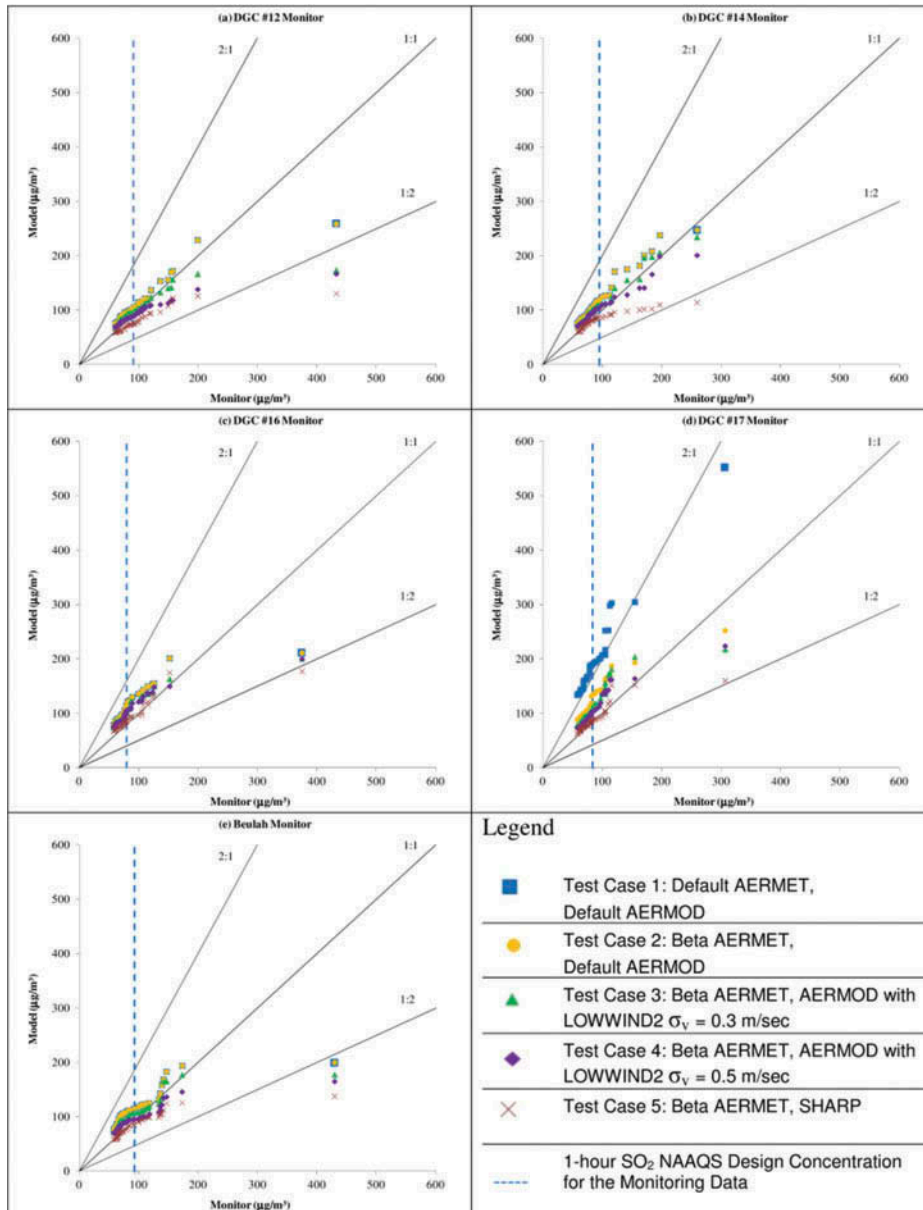 (a) DGC #12 Monitor
600
500
400
300
200
100
0
0 100 200 300 400 500 600
Model (µg/m³)
Monitor (µg/m³)
2:1
1:1
1:2
(b) DGC #14 Monitor
600
500
400
300
200
100
0
0 100 200 300 400 500 600
Model (µg/m³)
Monitor (µg/m³)
2:1
1:1
1:2
(c) DGC #16 Monitor
600
500
400
300
200
100
0
0 100 200 300 400 500 600
Model (µg/m³)
Monitor (µg/m³)
2:1
1:1
1:2
(d) DGC #17 Monitor
600
500
400
300
200
100
0
0 100 200 300 400 500 600
Model (µg/m³)
Monitor (µg/m³)
2:1
1:1
1:2
(e) Beulah Monitor
600
500
400
300
200
100
0
0 100 200 300 400 500 600
Model (µg/m³)
Monitor (µg/m³)
2:1
1:1
1:2
Legend
Test Case 1: Default AERMET,
Default AERMOD
Test Case 2: Beta AERMET,
Default AERMOD
Test Case 3: Beta AERMET, AERMOD with
LOWWIND2 σv = 0.3 m/sec
Test Case 4: Beta AERMET, AERMOD with
LOWWIND2 σv = 0.5 m/sec
Test Case 5: Beta AERMET, SHARP
1-hour SO₂ NAAQS Design Concentration
for the Monitoring Data